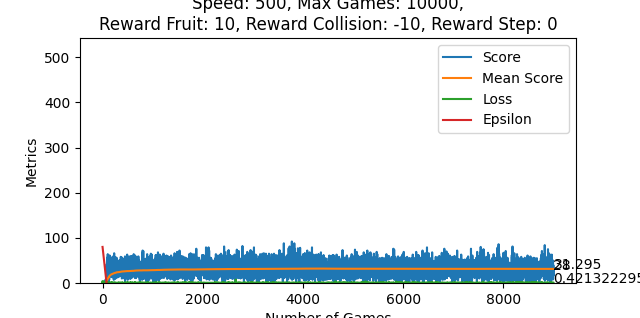 Speed: 500, Max Games: 10000,
Reward Fruit: 10, Reward Collision: -10, Reward Step: 0
Metrics
500
400
300
200
100
0
Score
Mean Score
Loss
Epsilon
.295
0.421322295
0
2000
4000
6000
8000
Number of Games